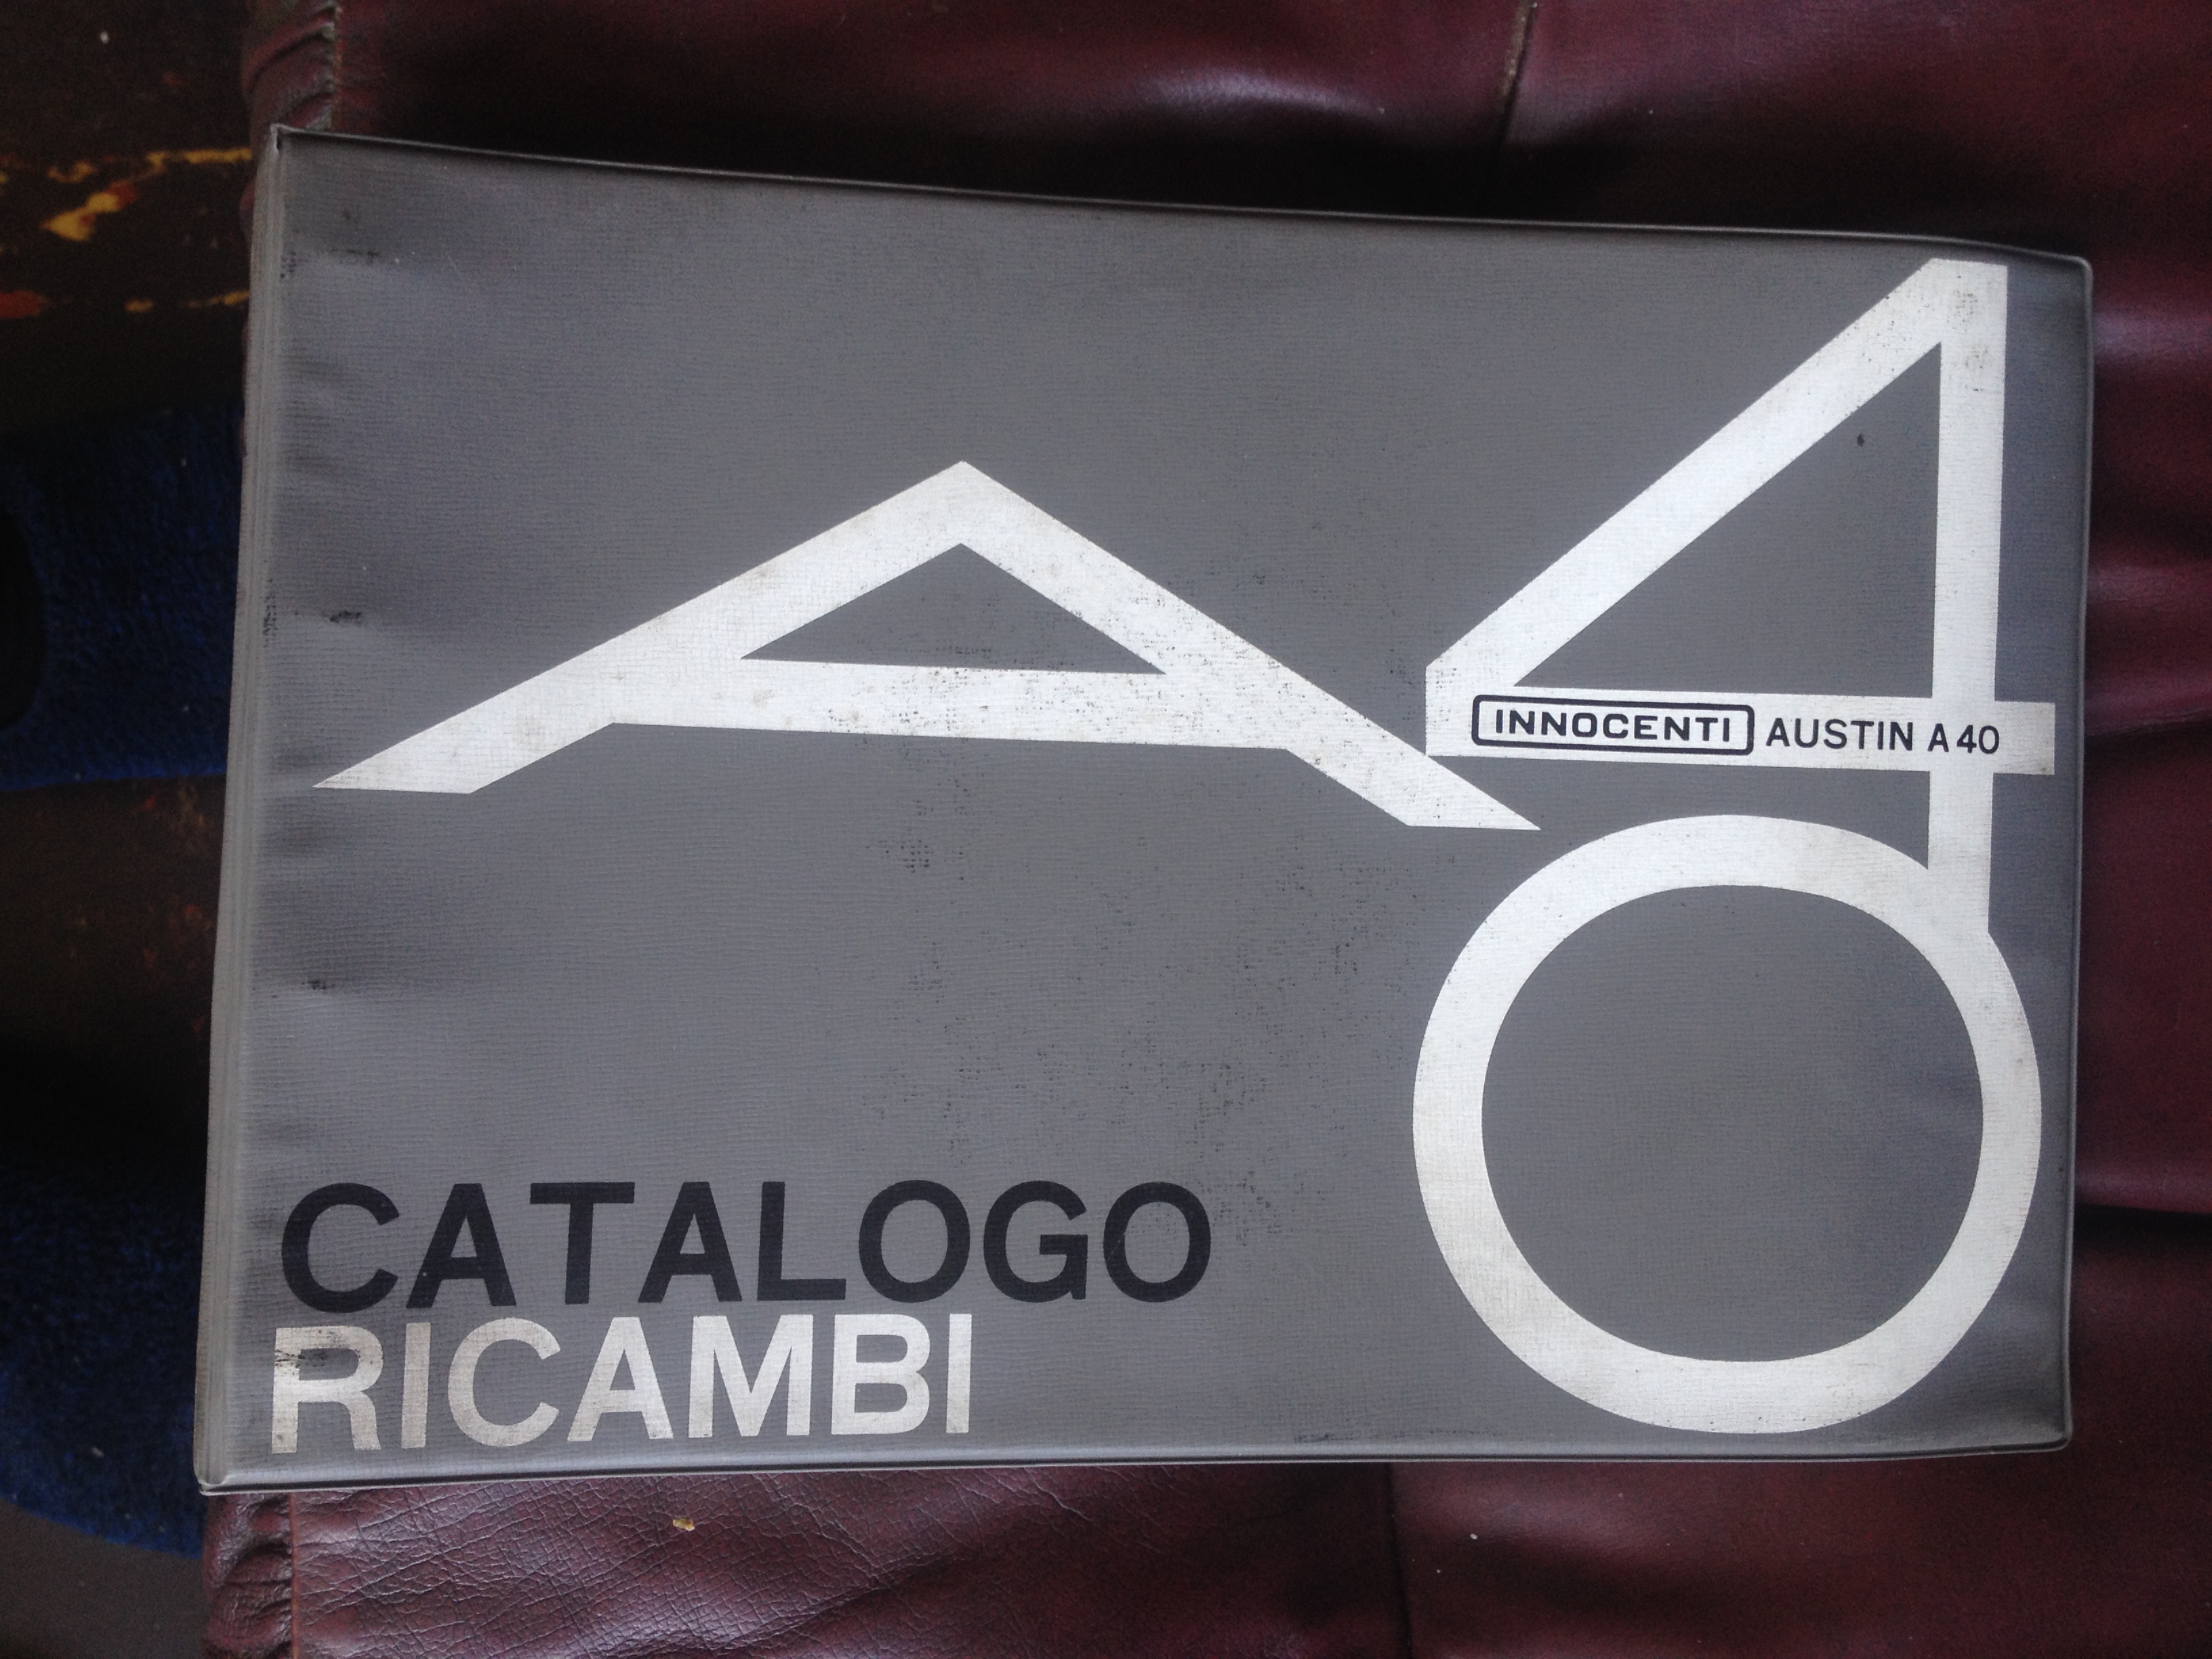 A40
INNOCENTI AUSTIN A 40
CATALOGO
RICAMBI